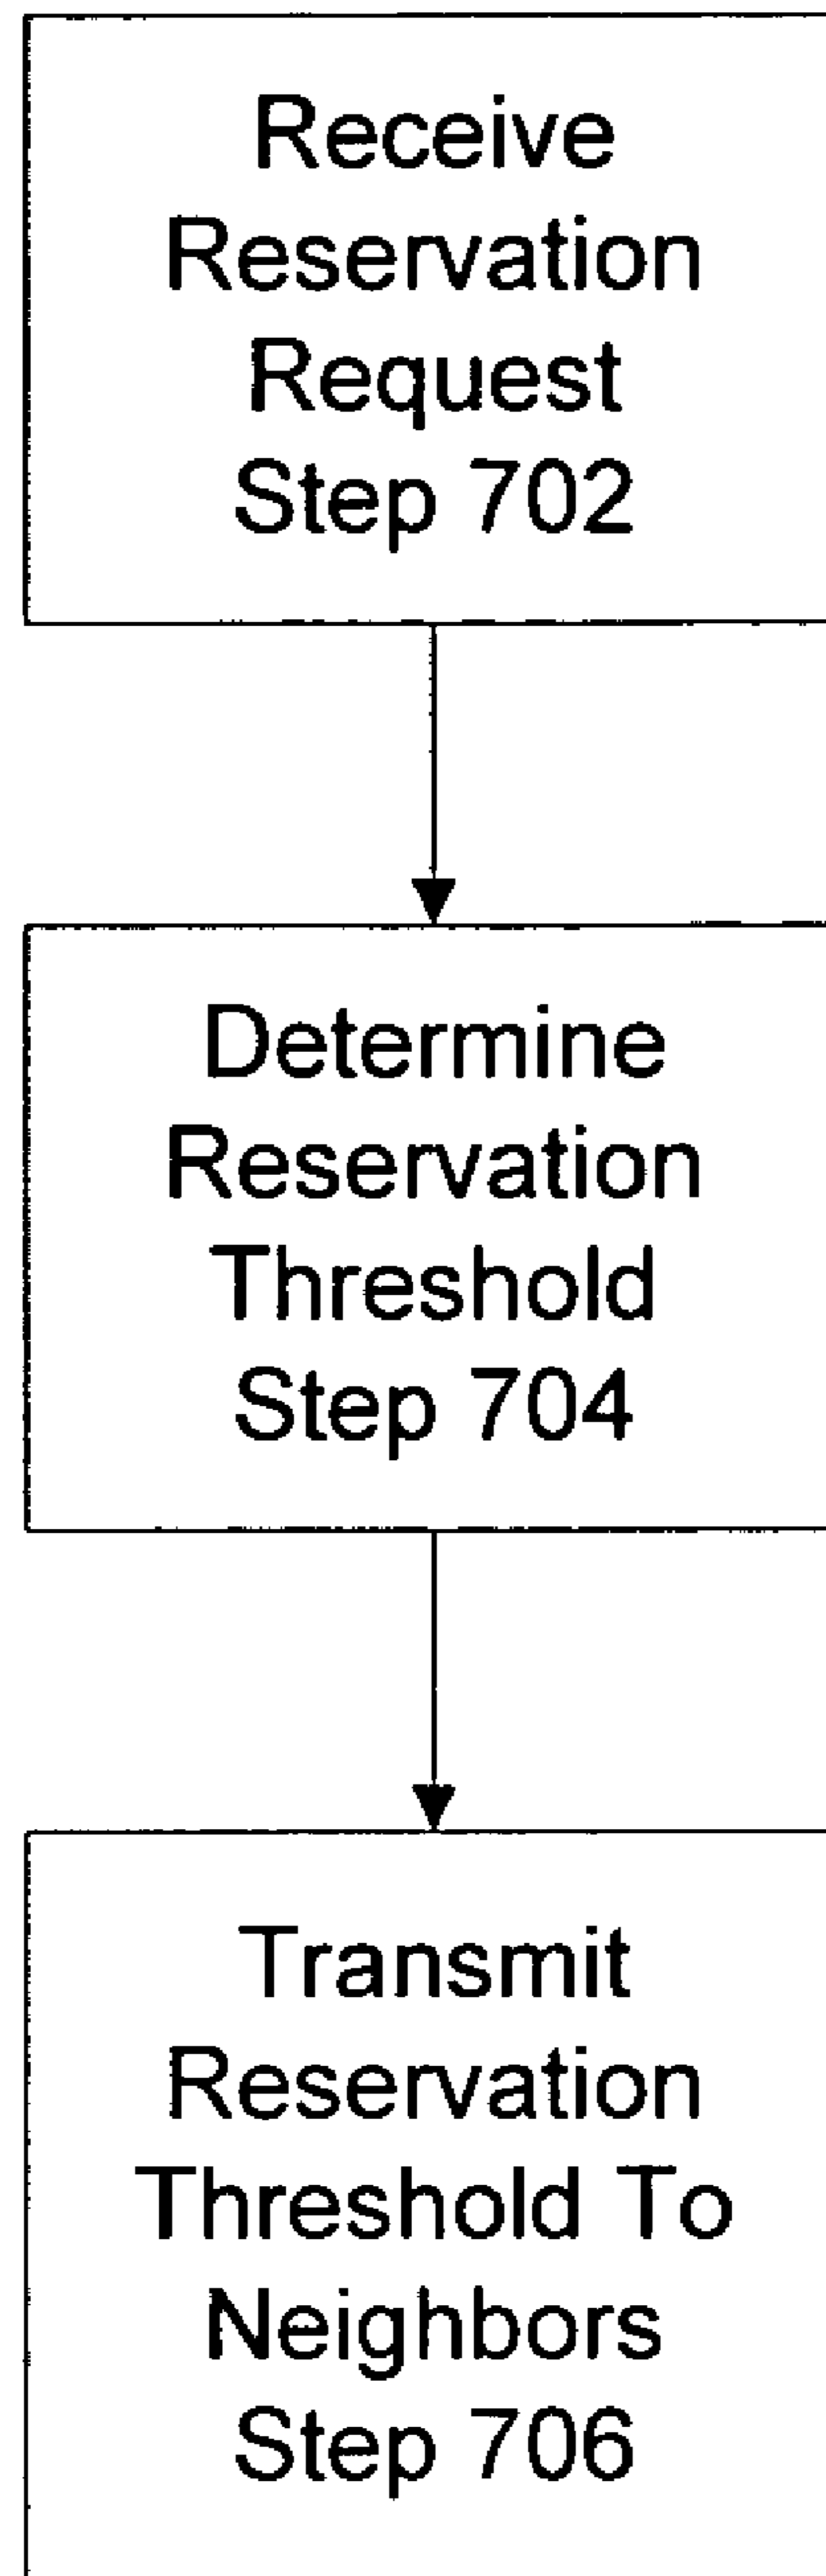 Receive
Reservation
Request
Step 702
Determine
Reservation
Threshold
Step 704
Transmit
Reservation
Threshold To
Neighbors
Step 706